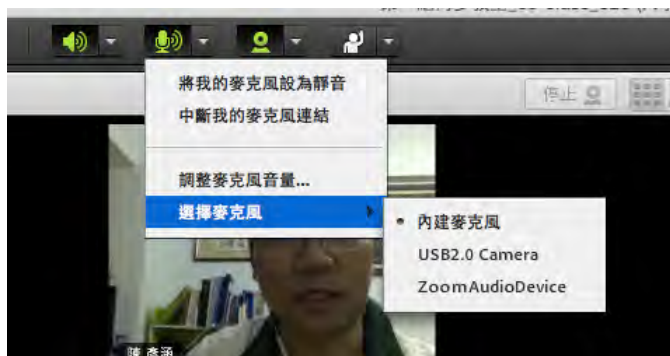 停止
將我的麥克風設為靜音
中斷我的麥克風連結
調整麥克風音量...
選擇麥克風
內建麥克風
USB2.0 Camera
ZoomAudioDevice